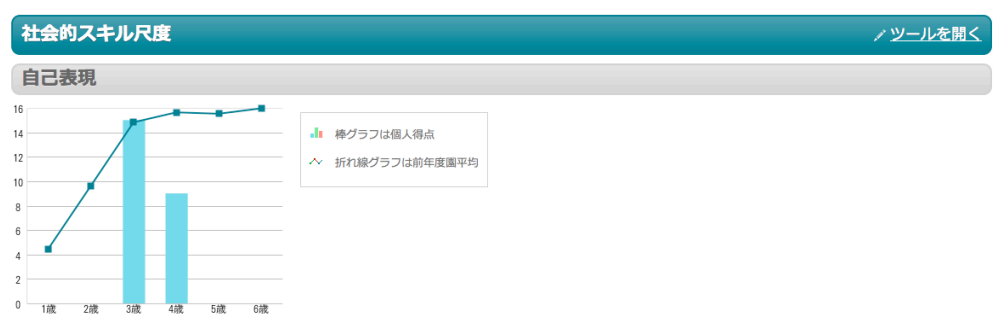 社会的スキル尺度
ツールを開く
自己表現
16
14
12
10
8
6
4
2
0
1歳 2歳 3歳 4歳 5歳 6歳
棒グラフは個人得点
折れ線グラフは前年度園平均